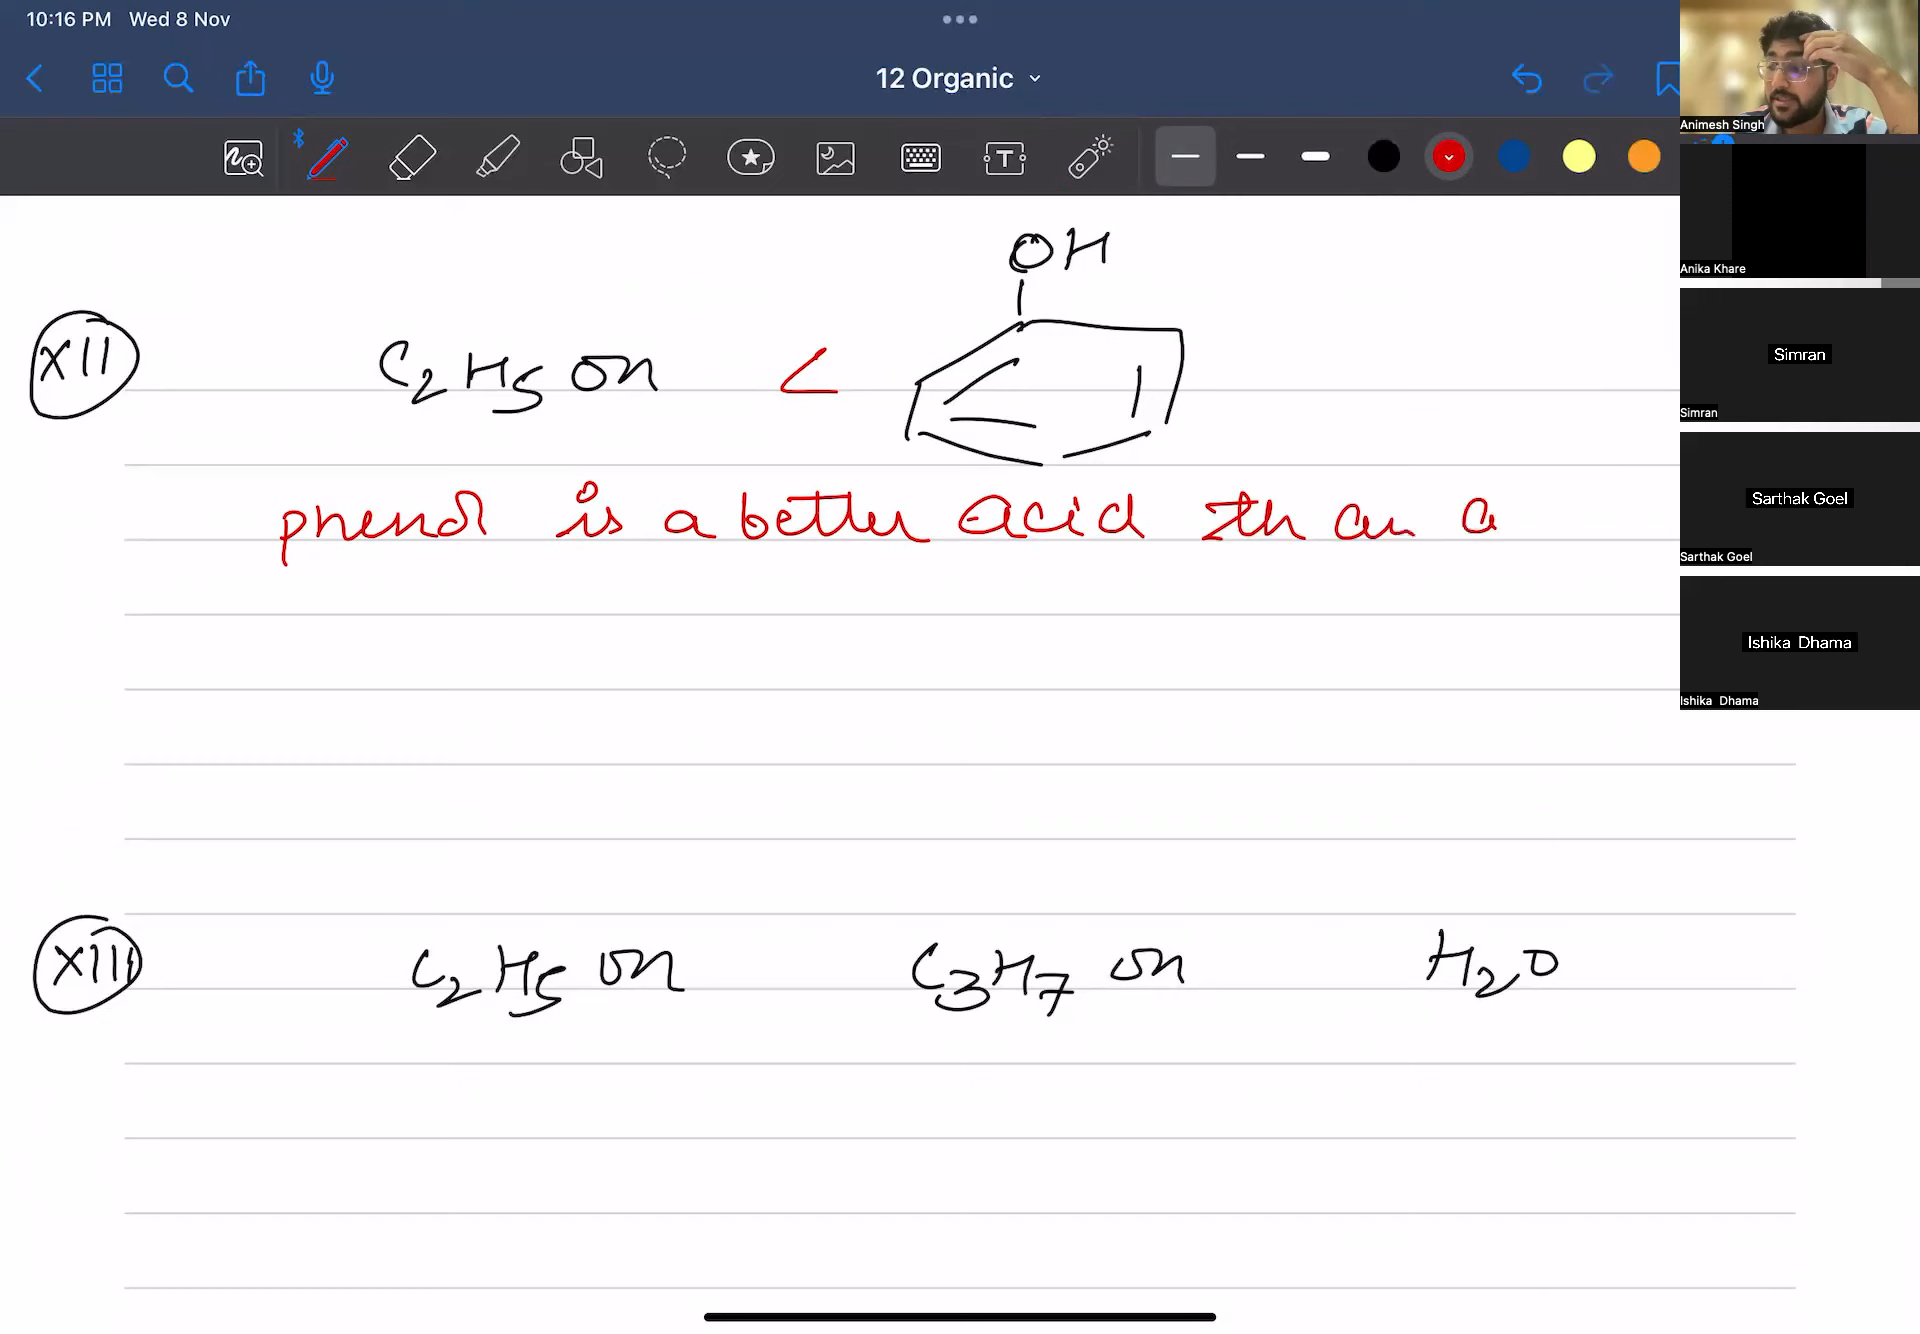 10:16 PM Wed 8 Nov
12 Organic
T
Animesh Singh
Anika Khare
Simran
Simran
Sarthak Goel
Sarthak Goel
Ishika Dhama
Ishika Dhama
OH
XII C2H5OH <
phenol is a better acid than a
XIII C2H5OH C3H7OH H2O